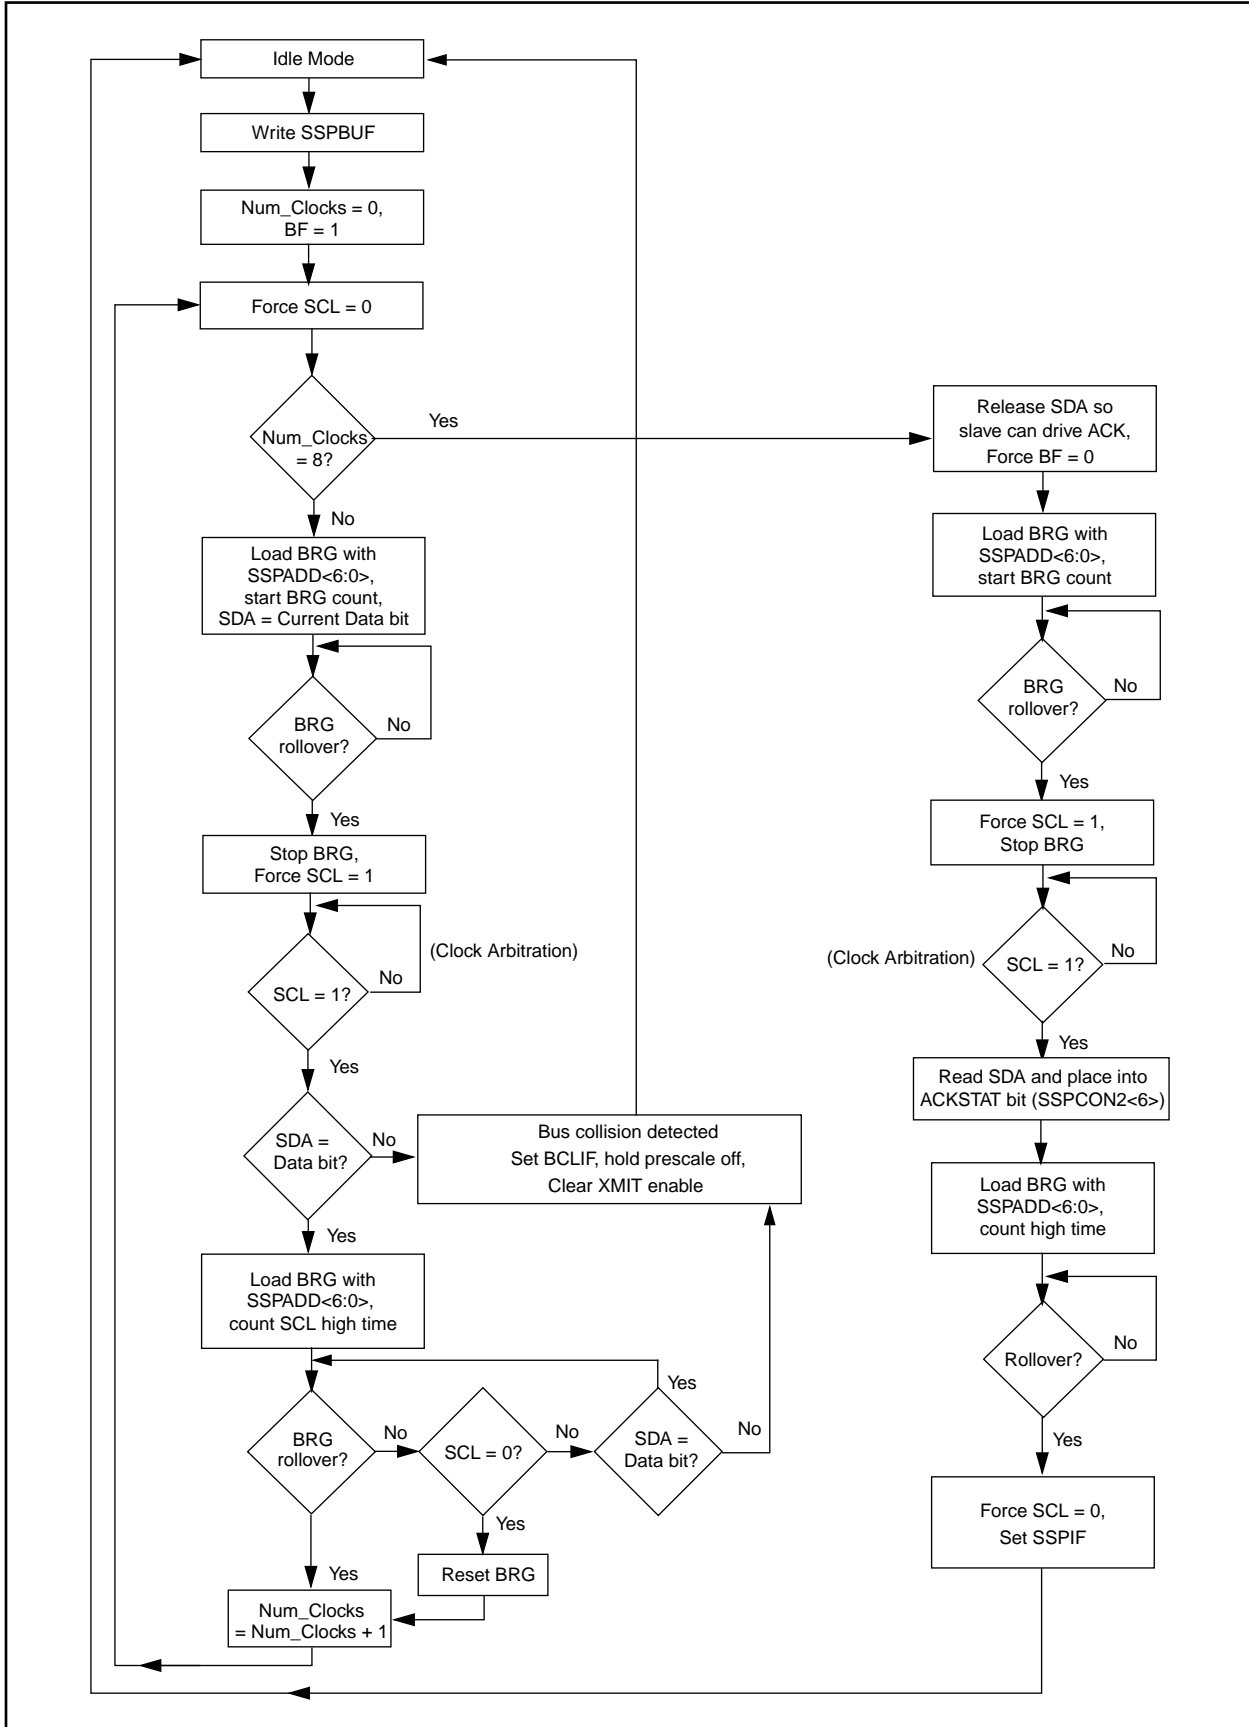 Idle Mode
Write SSPBUF
Num_Clocks = 0,
BF = 1
Force SCL = 0
Num_Clocks
= 8?
Yes
No
Load BRG with
SSPADD<6:0>,
start BRG count,
SDA = Current Data bit
BRG
rollover?
No
Yes
Stop BRG,
Force SCL = 1
(Clock Arbitration)
SCL = 1?
No
Yes
SDA =
Data bit?
No
Bus collision detected
Set BCLIF, hold prescale off,
Clear XMIT enable
Yes
Load BRG with
SSPADD<6:0>,
count SCL high time
BRG
rollover?
No
SCL = 0?
No
SDA =
Data bit?
Yes
No
Yes
Reset BRG
Yes
Num_Clocks
= Num_Clocks + 1
Release SDA so
slave can drive ACK,
Force BF = 0
Load BRG with
SSPADD<6:0>,
start BRG count
BRG
rollover?
No
Yes
Force SCL = 1,
Stop BRG
(Clock Arbitration)
SCL = 1?
No
Yes
Read SDA and place into
ACKSTAT bit (SSPCON2<6>)
Load BRG with
SSPADD<6:0>,
count high time
Rollover?
No
Yes
Force SCL = 0,
Set SSPIF